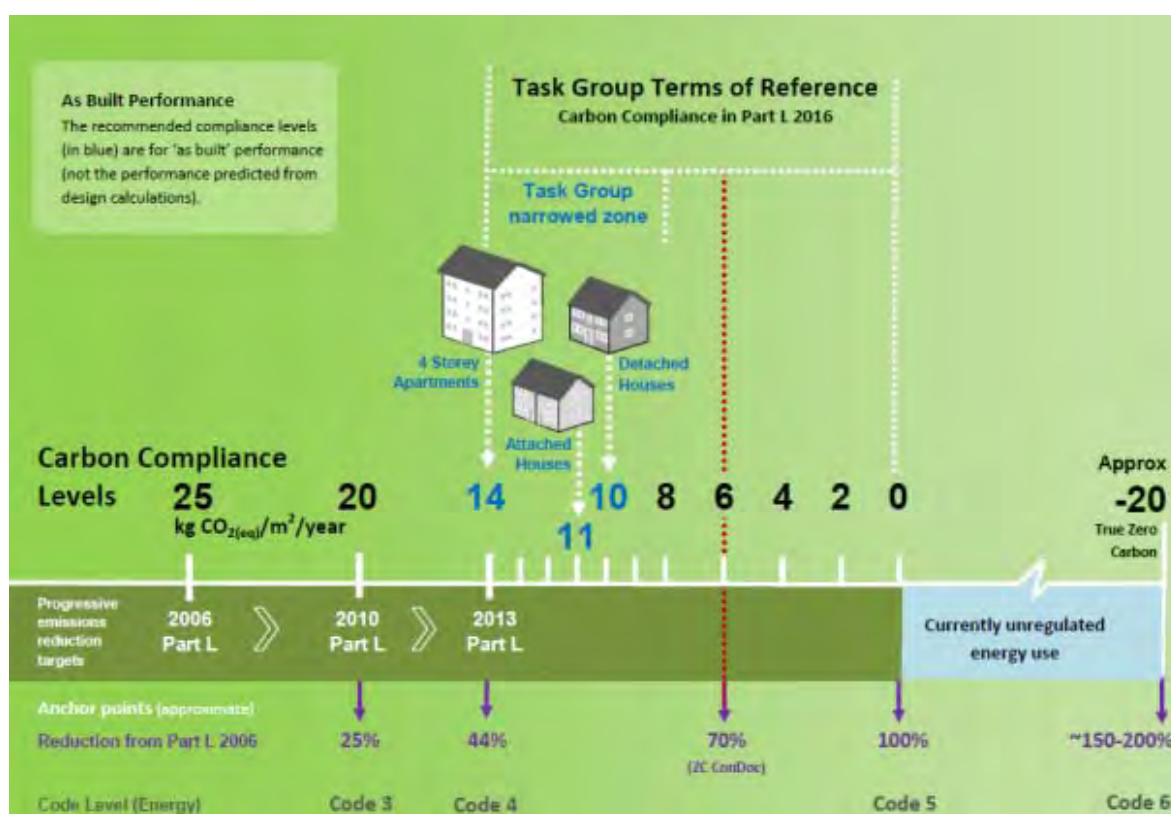 As Built Performance
The recommended compliance levels
(in blue) are for 'as built' performance
(not the performance predicted from
design calculations).
Task Group Terms of Reference
Carbon Compliance in Part L 2016
Task Group
narrowed zone
4 Storey
Apartments
Detached
Houses
Attached
Houses
Carbon Compliance
Levels
25
20
14
10
8
6
4
2
0
Approx
-20
kg CO2(eq)/m²/year
11
True Zero
Carbon
Progressive
emissions
reduction
targets
2006
Part L
2010
Part L
2013
Part L
Currently unregulated
energy use
Anchor points (approximate)
Reduction from Part L 2006
25%
44%
70%
100%
~150-200%
(ZC ConDoc)
Code Level (Energy)
Code 3
Code 4
Code 5
Code 6